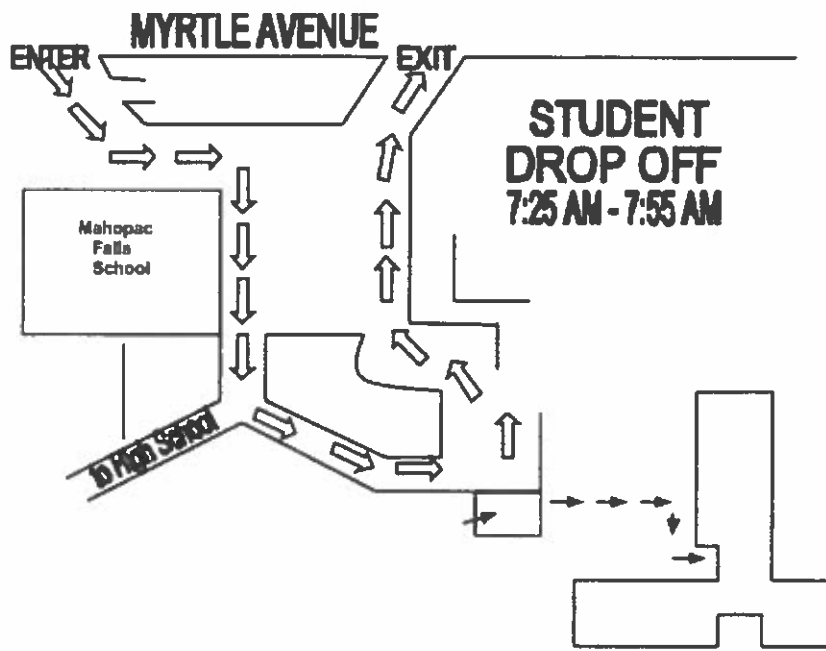 MYRTLE AVENUE
ENTER
EXIT
STUDENT
DROP OFF
7:25 AM - 7:55 AM
Mahopac
Falls
School
to High School